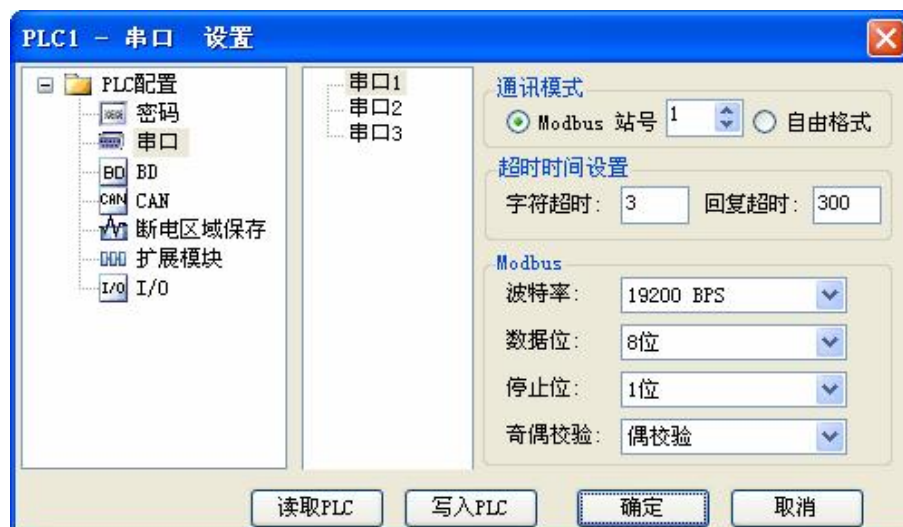 PLC1 - 串口 设置
PLC配置
密码
串口
BD BD
CAN CAN
断电区域保存
扩展模块
I/O I/O
串口1
串口2
串口3
通讯模式
Modbus 站号 1 自由格式
超时时间设置
字符超时: 3 回复超时: 300
Modbus
波特率: 19200 BPS
数据位: 8位
停止位: 1位
奇偶校验: 偶校验
读取PLC 写入PLC 确定 取消